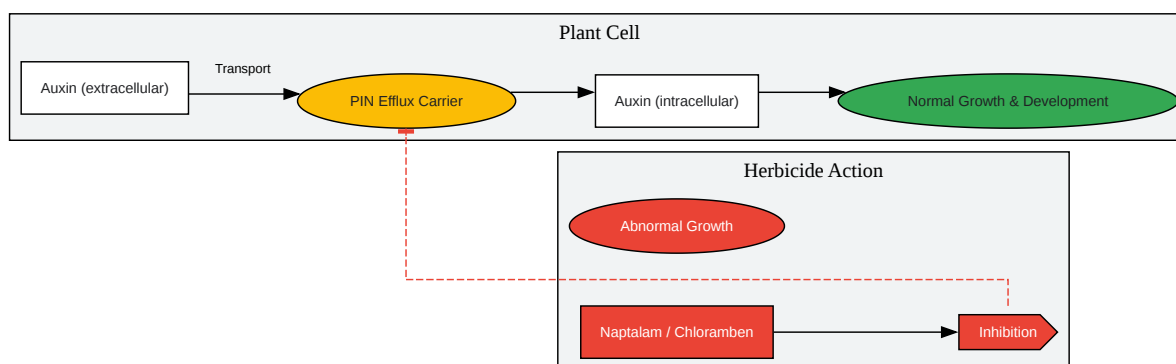 Plant Cell
Auxin (extracellular)
Transport
PIN Efflux Carrier
Auxin (intracellular)
Normal Growth & Development
Herbicide Action
Abnormal Growth
Naptalam / Chloramben
Inhibition